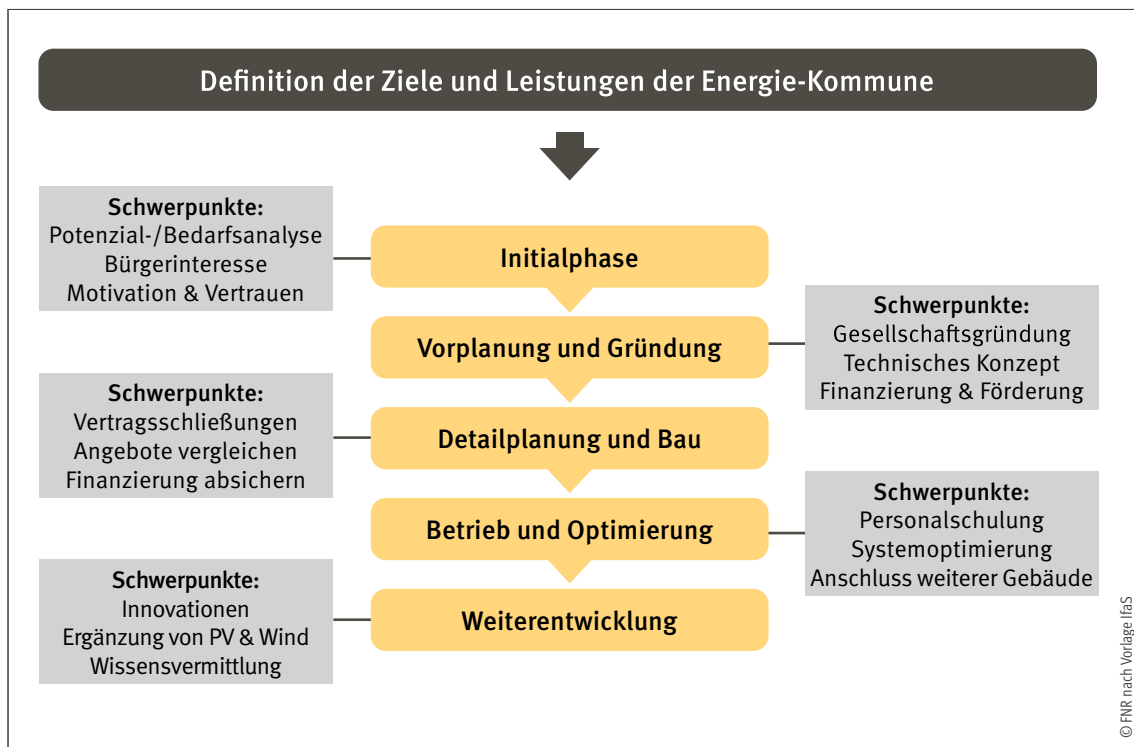 Definition der Ziele und Leistungen der Energie-Kommune
Schwerpunkte:
Potenzial-/Bedarfsanalyse
Bürgerinteresse
Motivation & Vertrauen
Initialphase
Vorplanung und Gründung
Schwerpunkte:
Gesellschaftsgründung
Technisches Konzept
Finanzierung & Förderung
Schwerpunkte:
Vertragsschließungen
Angebote vergleichen
Finanzierung absichern
Detailplanung und Bau
Betrieb und Optimierung
Schwerpunkte:
Personalschulung
Systemoptimierung
Anschluss weiterer Gebäude
Schwerpunkte:
Innovationen
Ergänzung von PV & Wind
Wissensvermittlung
Weiterentwicklung
© FNR nach Vorlage IfaS